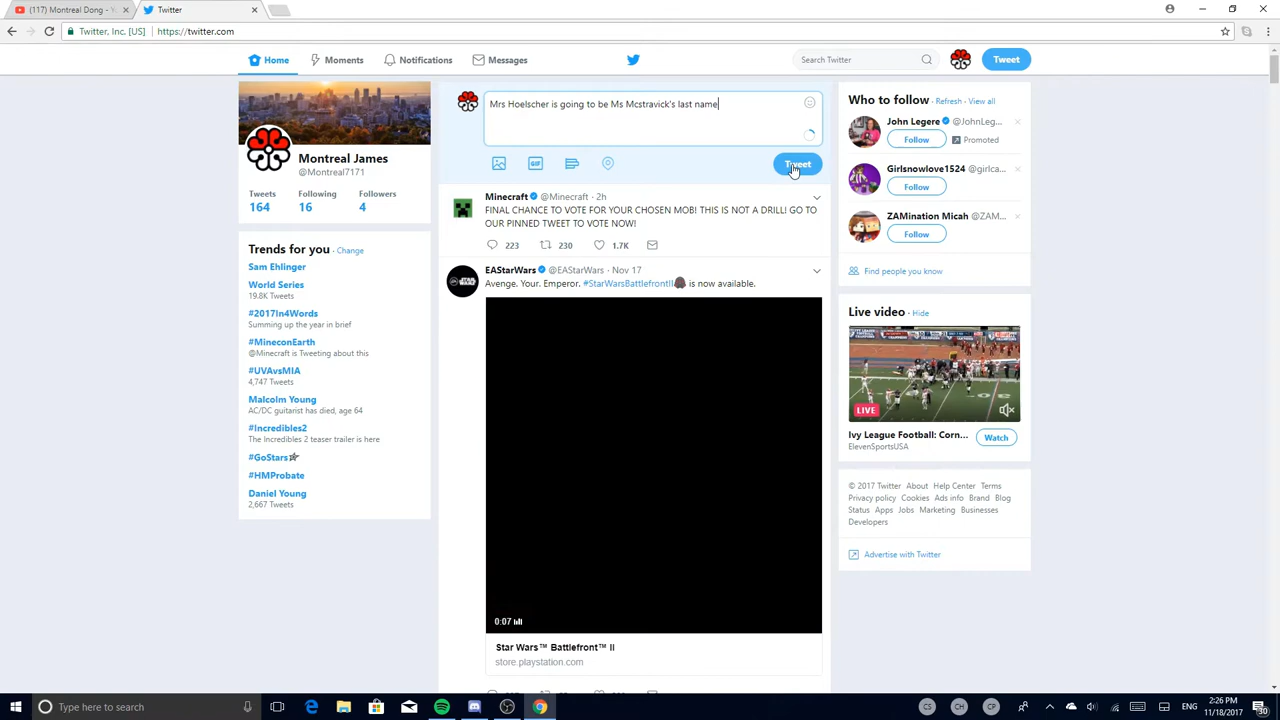 (117) Montreal Dong - Y
Twitter
Twitter, Inc. [US] https://twitter.com
Home
Moments
Notifications
Messages
Search Twitter
Tweet
Montreal James
@Montreal7171
Tweets Following Followers
164 16 4
Trends for you · Change
Sam Ehlinger
World Series
19.8K Tweets
#2017In4Words
Summing up the year in brief
#MineconEarth
@Minecraft is Tweeting about this
#UVAvsMIA
4,747 Tweets
Malcolm Young
AC/DC guitarist has died, age 64
#Incredibles2
The Incredibles 2 teaser trailer is here
#GoStars
#HMProbate
Daniel Young
2,667 Tweets
Mrs Hoelscher is going to be Ms Mcstravick's last name
GIF
Tweet
Minecraft @Minecraft · 2h
FINAL CHANCE TO VOTE FOR YOUR CHOSEN MOB! THIS IS NOT A DRILL! GO TO
OUR PINNED TWEET TO VOTE NOW!
223 230 1.7K
EAStarWars @EAStarWars · Nov 17
Avenge. Your. Emperor. #StarWarsBattlefrontII is now available.
0:07
Star Wars™ Battlefront™ II
store.playstation.com
Who to follow · Refresh · View all
John Legere @JohnLeg...
Follow Promoted
Girlsnowlove1524 @girlca...
Follow
ZAMination Micah @ZAM...
Follow
Find people you know
Live video · Hide
LIVE
Ivy League Football: Corn...
ElevenSportsUSA
Watch
© 2017 Twitter About Help Center Terms
Privacy policy Cookies Ads info Brand Blog
Status Apps Jobs Marketing Businesses
Developers
Advertise with Twitter
Type here to search
CS CH CP
ENG
2:26 PM
11/18/2017
30